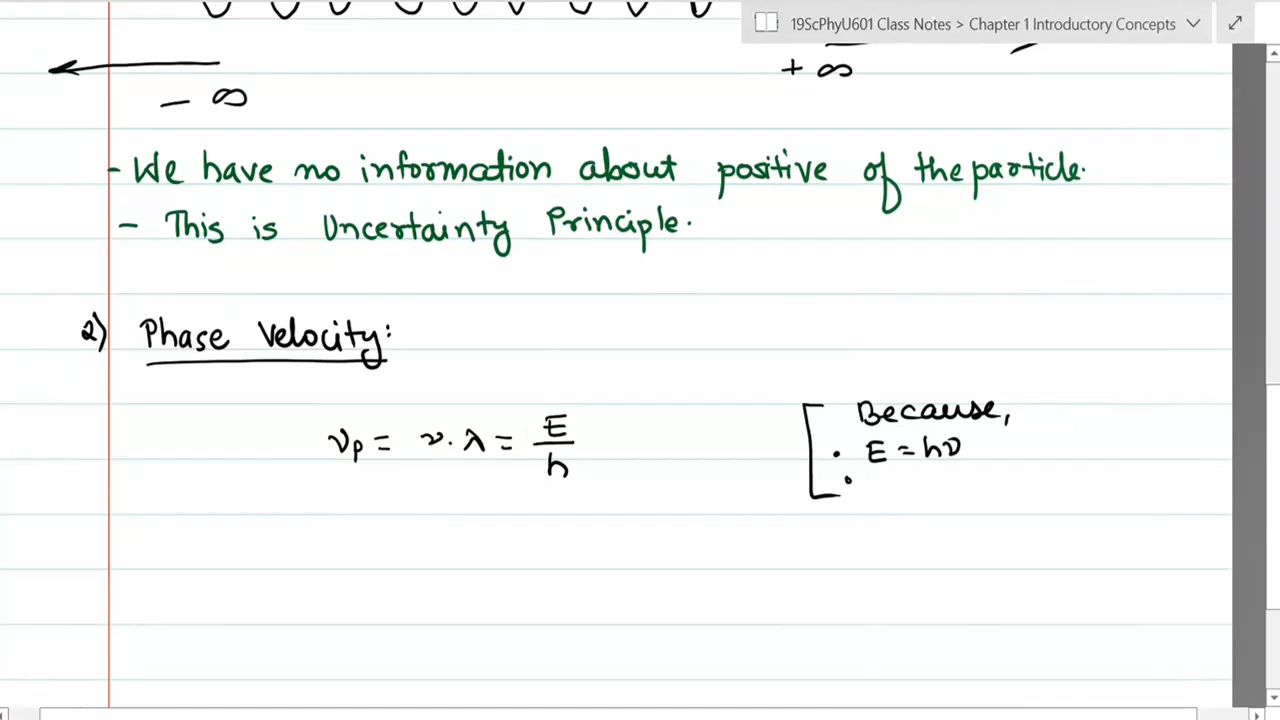 19ScPhyU601 Class Notes > Chapter 1 Introductory Concepts
+ ∞
- ∞
- We have no information about positive of the particle.
- This is Uncertainty Principle.
2) Phase Velocity:
νp = ν. λ = E/h
[ Because,
. E = hν